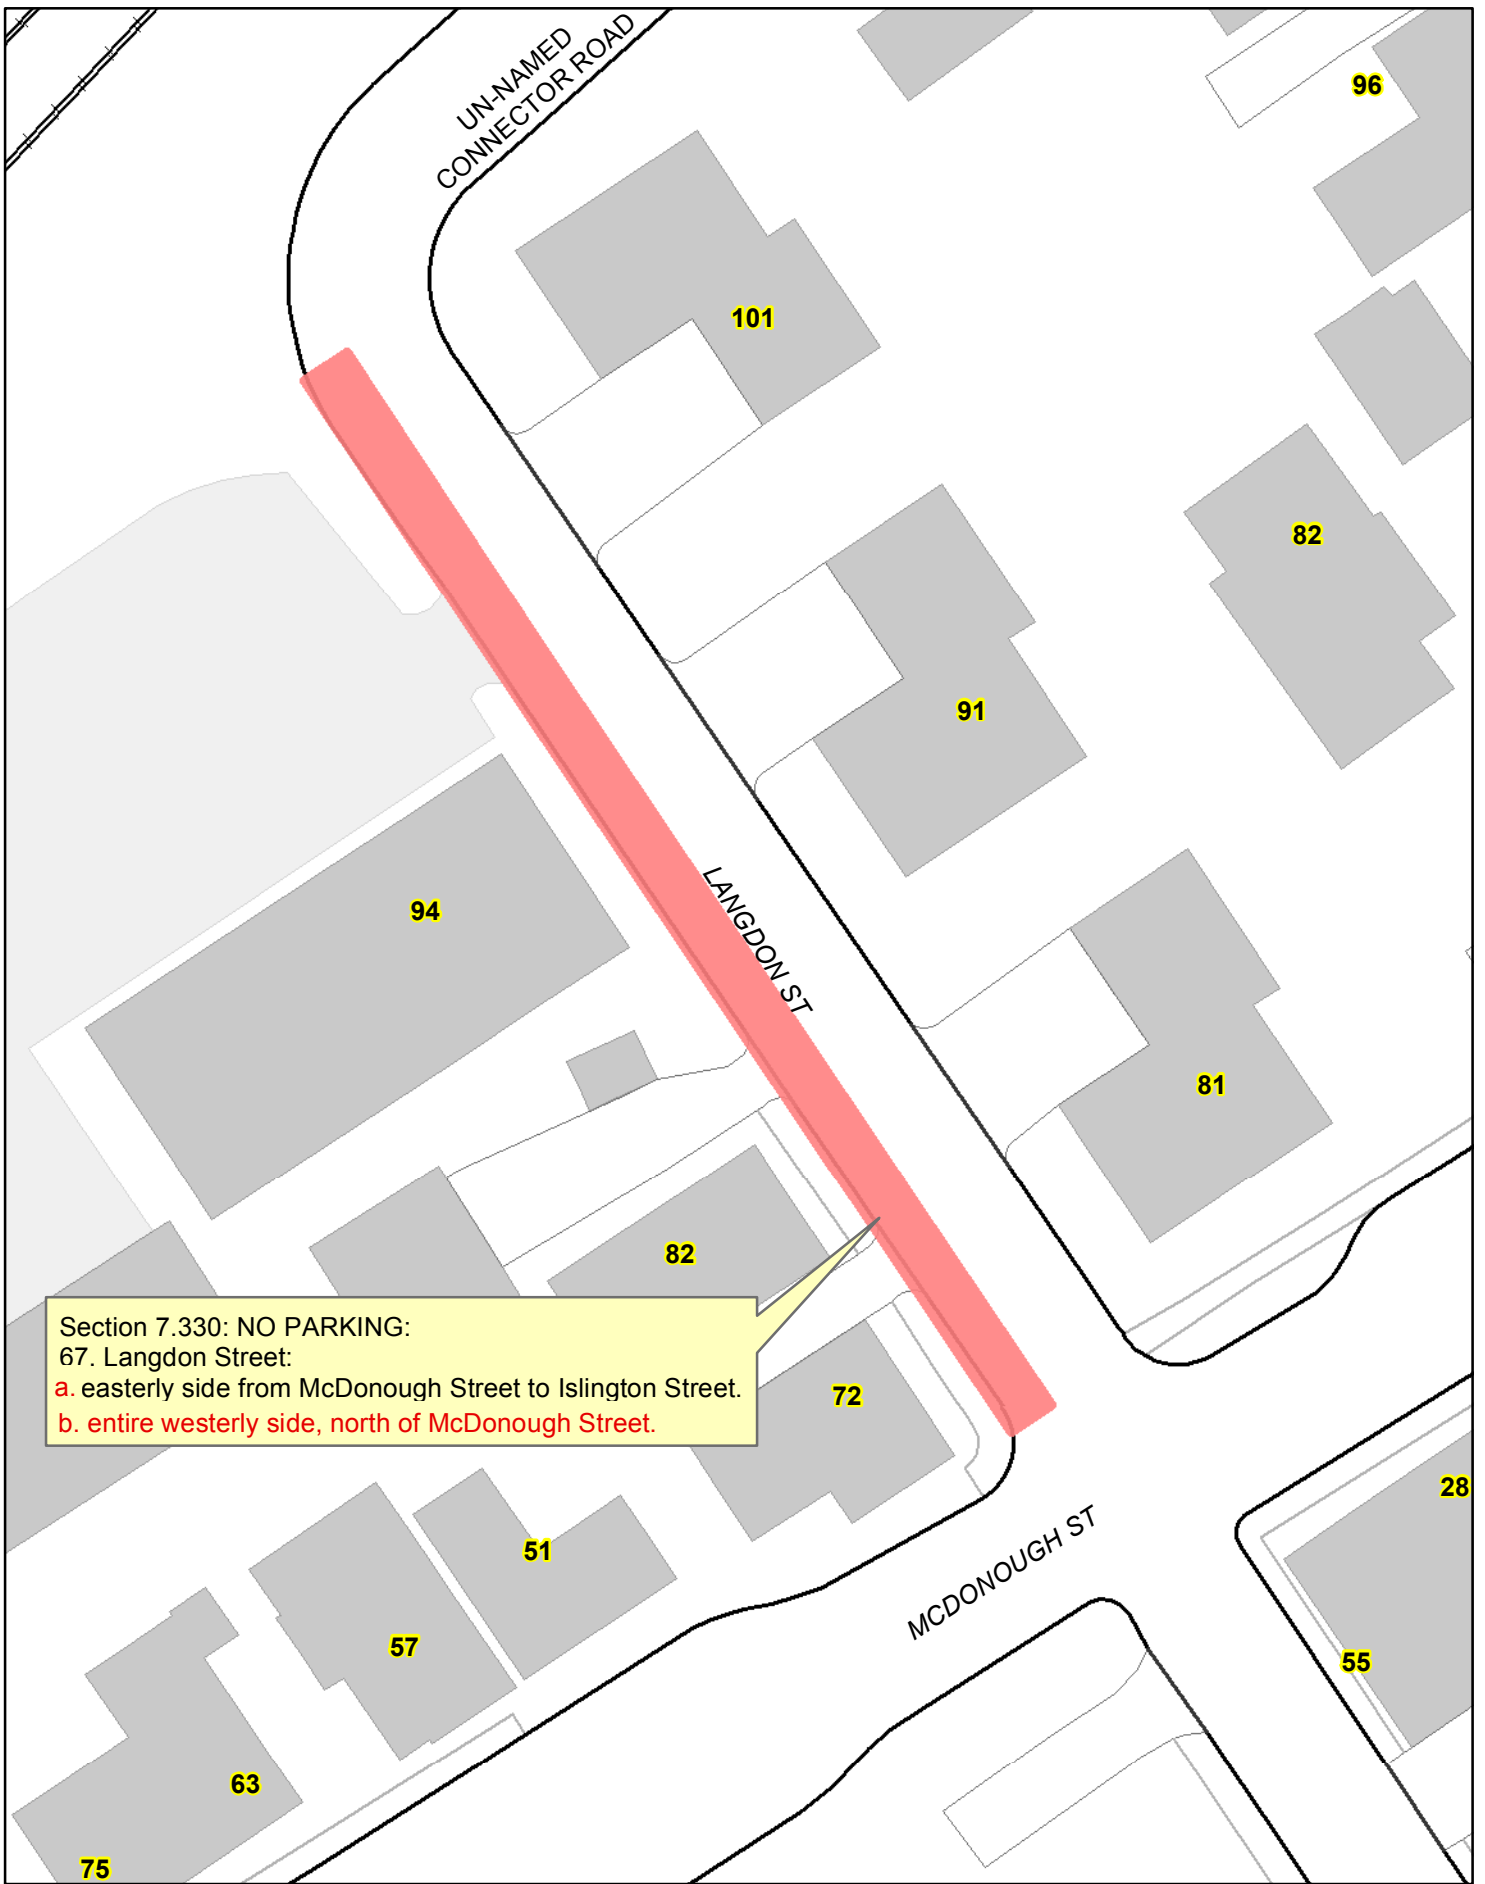 UN-NAMED
CONNECTOR ROAD
96
101
82
91
94
LANGDON ST
81
82
Section 7.330: NO PARKING:
67. Langdon Street:
a. easterly side from McDonough Street to Islington Street.
b. entire westerly side, north of McDonough Street.
72
28
51
MCDONOUGH ST
57
55
63
75